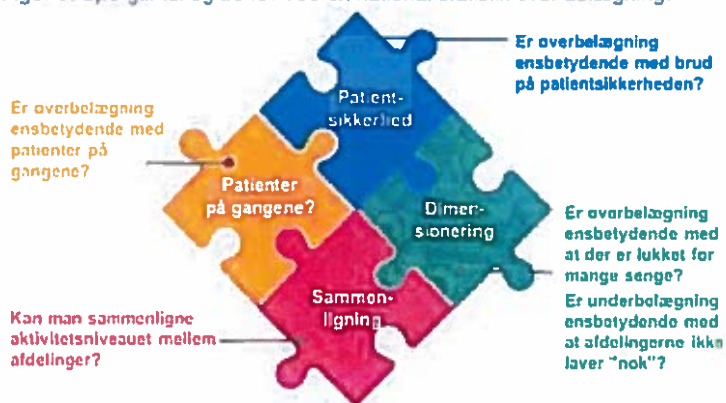 Er overbelægning
ensbetydende med brud
på patientsikkerheden?
Patient-
sikkerhed
Er overbelægning
ensbetydende med
patienter på
gangene?
Patienter
på gangene?
Dimen-
sionering
Er overbelægning
ensbetydende med
at der er lukket for
mange senge?
Er underbelægning
ensbetydende med
at afdelingerne ikke
laver "nok"?
Sammen-
ligning
Kan man sammenligne
aktivitetsniveauet mellem
afdelinger?